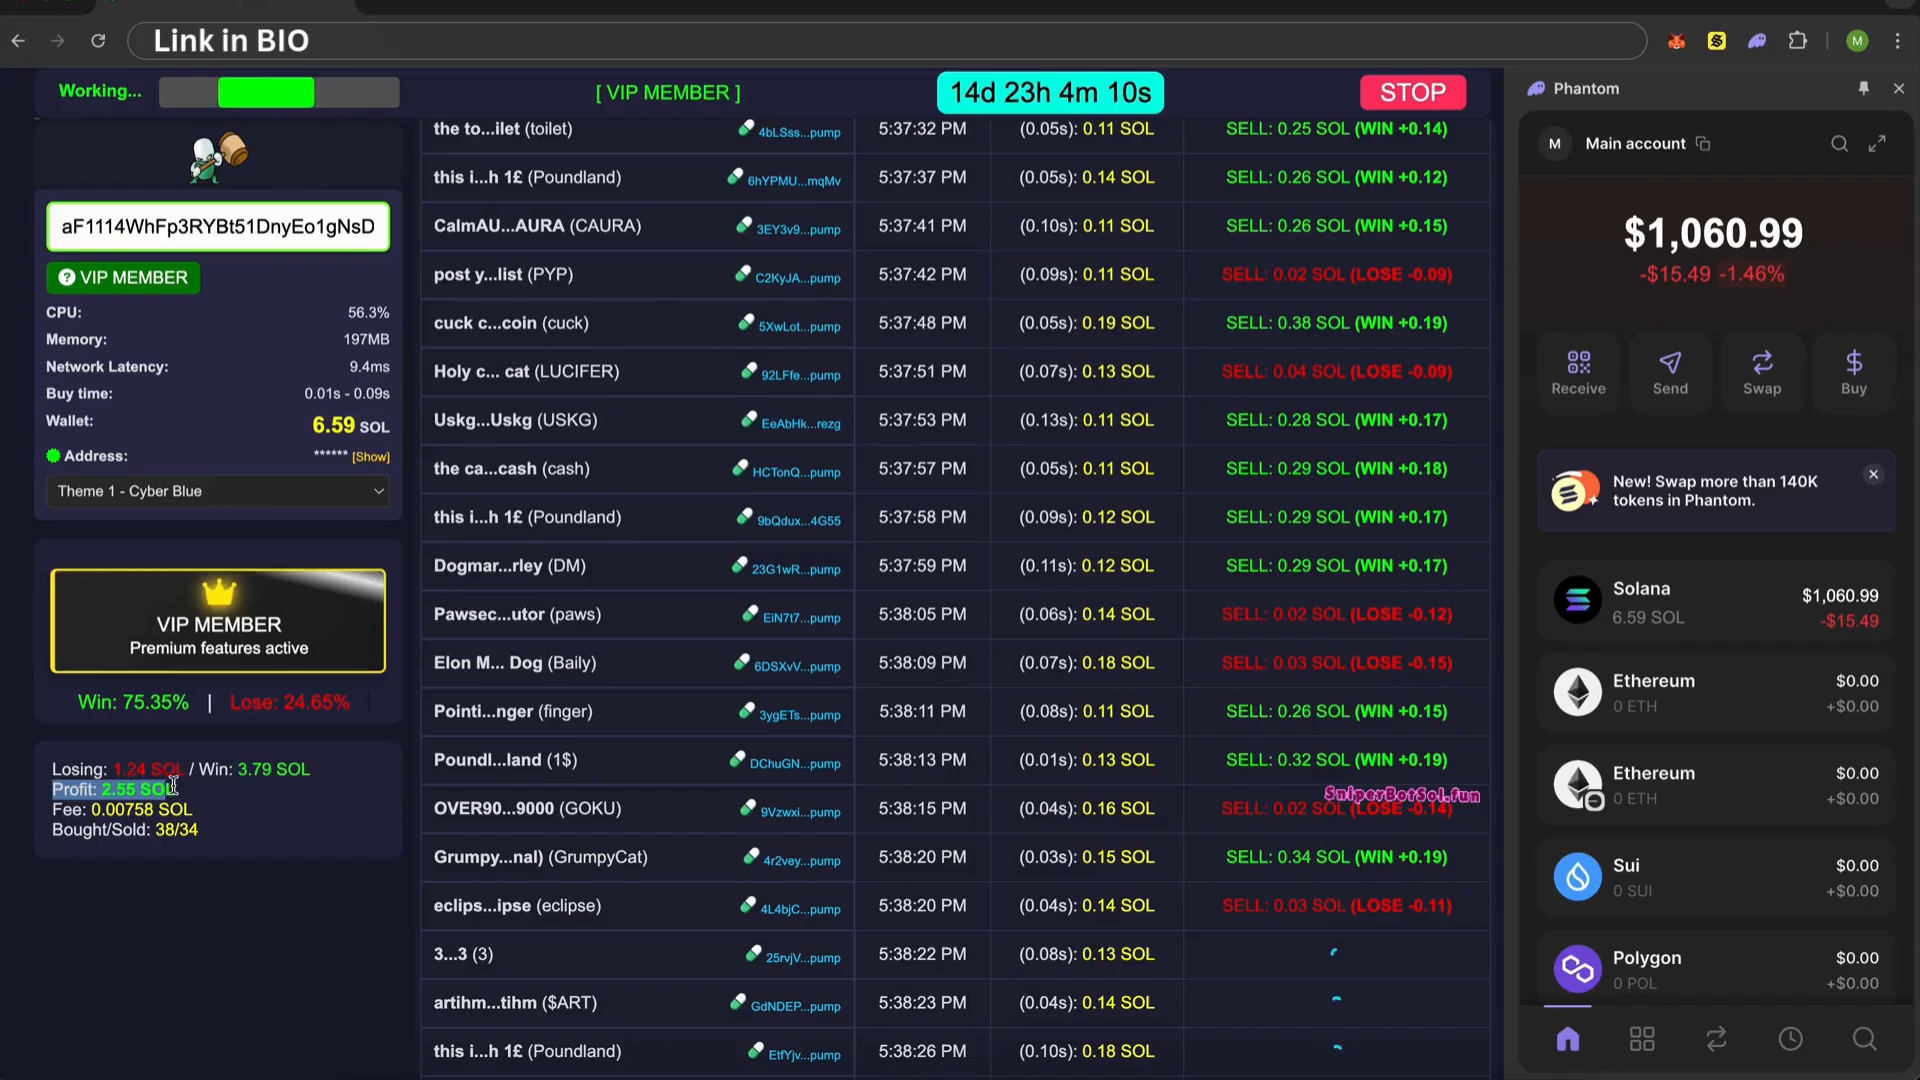 Link in BIO
M
Working...
[ VIP MEMBER ]
14d 23h 4m 10s
STOP
aF1114WhFp3RYBt51DnyEo1gNsD
? VIP MEMBER
CPU: 56.3%
Memory: 197MB
Network Latency: 9.4ms
Buy time: 0.01s - 0.09s
Wallet: 6.59 SOL
Address: ****** [Show]
Theme 1 - Cyber Blue
VIP MEMBER
Premium features active
Win: 75.35% | Lose: 24.65%
Losing: 1.24 SOL / Win: 3.79 SOL
Profit: 2.55 SOL
Fee: 0.00758 SOL
Bought/Sold: 38/34
the to...ilet (toilet) 4bLSss...pump 5:37:32 PM (0.05s): 0.11 SOL SELL: 0.25 SOL (WIN +0.14)
this i...h 1£ (Poundland) 6hYPMU...mqMv 5:37:37 PM (0.05s): 0.14 SOL SELL: 0.26 SOL (WIN +0.12)
CalmAU...AURA (CAURA) 3EY3v9...pump 5:37:41 PM (0.10s): 0.11 SOL SELL: 0.26 SOL (WIN +0.15)
post y...list (PYP) C2KyJA...pump 5:37:42 PM (0.09s): 0.11 SOL SELL: 0.02 SOL (LOSE -0.09)
cuck c...coin (cuck) 5XwLot...pump 5:37:48 PM (0.05s): 0.19 SOL SELL: 0.38 SOL (WIN +0.19)
Holy c... cat (LUCIFER) 92LFfe...pump 5:37:51 PM (0.07s): 0.13 SOL SELL: 0.04 SOL (LOSE -0.09)
Uskg...Uskg (USKG) EeAbHk...rezg 5:37:53 PM (0.13s): 0.11 SOL SELL: 0.28 SOL (WIN +0.17)
the ca...cash (cash) HCTonQ...pump 5:37:57 PM (0.05s): 0.11 SOL SELL: 0.29 SOL (WIN +0.18)
this i...h 1£ (Poundland) 9bQdux...4G55 5:37:58 PM (0.09s): 0.12 SOL SELL: 0.29 SOL (WIN +0.17)
Dogmar...rley (DM) 23G1wR...pump 5:37:59 PM (0.11s): 0.12 SOL SELL: 0.29 SOL (WIN +0.17)
Pawsec...utor (paws) EiN7t7...pump 5:38:05 PM (0.06s): 0.14 SOL SELL: 0.02 SOL (LOSE -0.12)
Elon M... Dog (Baily) 6DSXvV...pump 5:38:09 PM (0.07s): 0.18 SOL SELL: 0.03 SOL (LOSE -0.15)
Pointi...nger (finger) 3ygETs...pump 5:38:11 PM (0.08s): 0.11 SOL SELL: 0.26 SOL (WIN +0.15)
Poundl...land (1$) DChuGN...pump 5:38:13 PM (0.01s): 0.13 SOL SELL: 0.32 SOL (WIN +0.19)
SniperBotSol.fun
OVER90...9000 (GOKU) 9Vzwxi...pump 5:38:15 PM (0.04s): 0.16 SOL SELL: 0.02 SOL (LOSE -0.14)
Grumpy...nal) (GrumpyCat) 4r2vey...pump 5:38:20 PM (0.03s): 0.15 SOL SELL: 0.34 SOL (WIN +0.19)
eclips...ipse (eclipse) 4L4bjC...pump 5:38:20 PM (0.04s): 0.14 SOL SELL: 0.03 SOL (LOSE -0.11)
3...3 (3) 25rvjV...pump 5:38:22 PM (0.08s): 0.13 SOL
artihm...tihm ($ART) GdNDEP...pump 5:38:23 PM (0.04s): 0.14 SOL
this i...h 1£ (Poundland) EtfYjv...pump 5:38:26 PM (0.10s): 0.18 SOL
Phantom
M Main account
$1,060.99
-$15.49 -1.46%
Receive Send Swap Buy
New! Swap more than 140K
tokens in Phantom.
Solana $1,060.99
6.59 SOL -$15.49
Ethereum $0.00
0 ETH +$0.00
Ethereum $0.00
0 ETH +$0.00
Sui $0.00
0 SUI +$0.00
Polygon $0.00
0 POL +$0.00